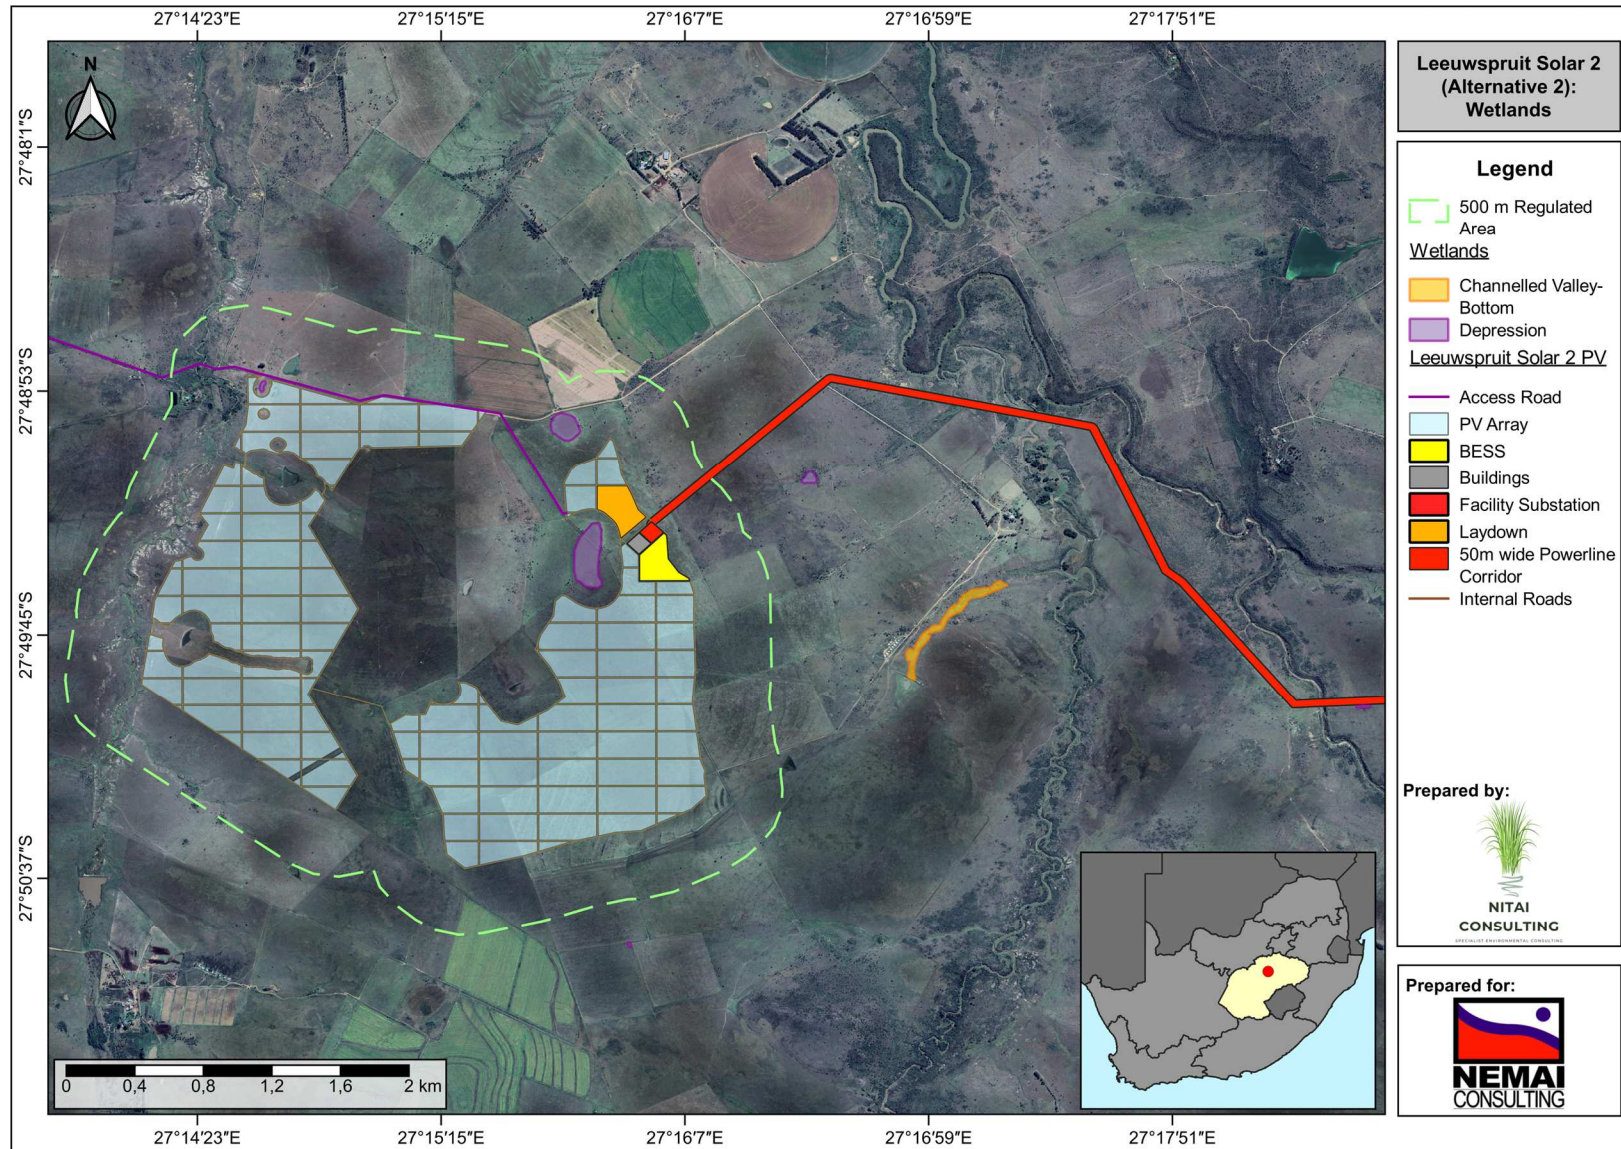 27°14′23″E
27°15′15″E
27°16′7″E
27°16′59″E
27°17′51″E
N
27°48′1″S
27°48′53″S
27°49′45″S
27°50′37″S
0
0,4
0,8
1,2
1,6
2 km
27°14′23″E
27°15′15″E
27°16′7″E
27°16′59″E
27°17′51″E
Leeuwspruit Solar 2
(Alternative 2):
Wetlands
Legend
500 m Regulated
Area
Wetlands
Channelled Valley-
Bottom
Depression
Leeuwspruit Solar 2 PV
Access Road
PV Array
BESS
Buildings
Facility Substation
Laydown
50m wide Powerline
Corridor
Internal Roads
Prepared by:
NITAI
CONSULTING
SPECIALIST ENVIRONMENTAL CONSULTING
Prepared for:
NEMAI
CONSULTING